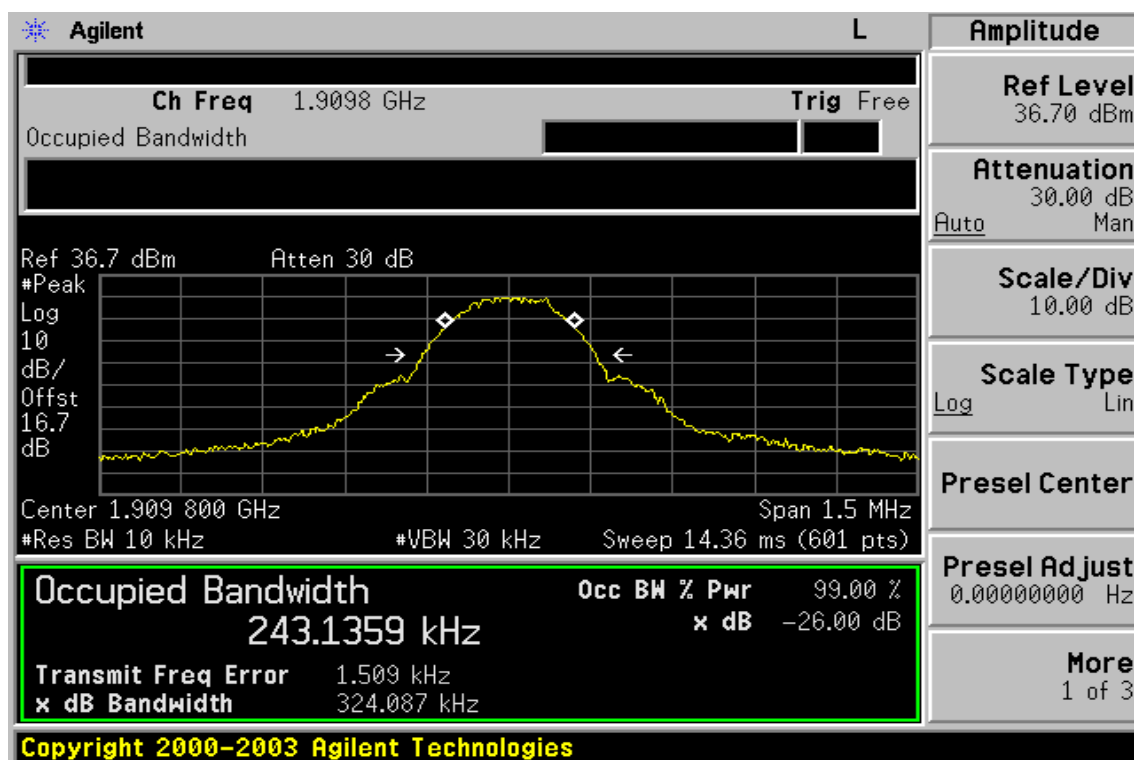 Agilent L
Ch Freq 1.9098 GHz Trig Free
Occupied Bandwidth
Ref 36.7 dBm Atten 30 dB
#Peak
Log
10
dB/
Offst
16.7
dB
Center 1.909 800 GHz Span 1.5 MHz
#Res BW 10 kHz #VBW 30 kHz Sweep 14.36 ms (601 pts)
Occupied Bandwidth Occ BW % Pwr 99.00 %
243.1359 kHz x dB -26.00 dB
Transmit Freq Error 1.509 kHz
x dB Bandwidth 324.087 kHz
Copyright 2000-2003 Agilent Technologies
Amplitude
Ref Level
36.70 dBm
Attenuation
30.00 dB
Auto Man
Scale/Div
10.00 dB
Scale Type
Log Lin
Presel Center
Presel Adjust
0.00000000 Hz
More
1 of 3